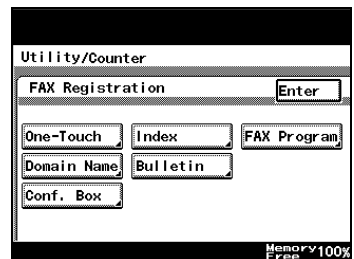 Utility/Counter
FAX Registration Enter
One-Touch Index FAX Program
Domain Name Bulletin
Conf. Box
Memory 100%
Free